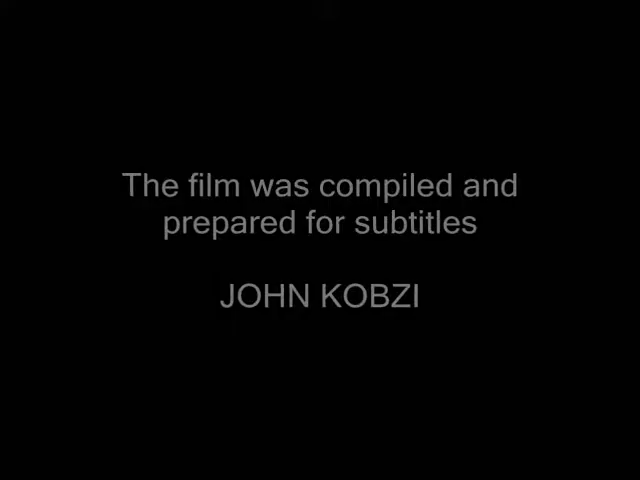 The film was compiled and
prepared for subtitles
JOHN KOBZI